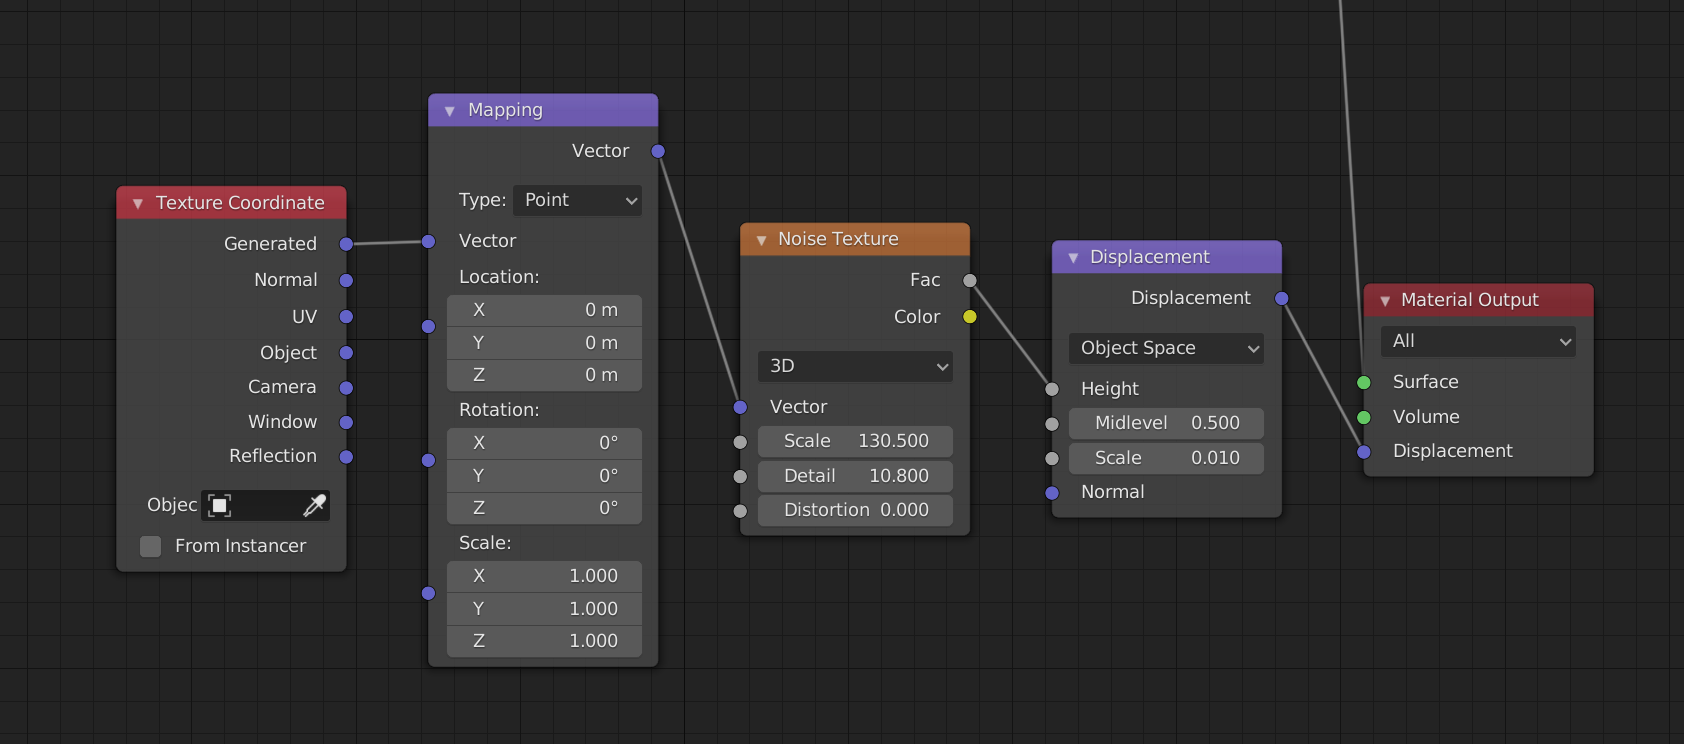 Texture Coordinate
Generated
Normal
UV
Object
Camera
Window
Reflection
Objec
From Instancer
Mapping
Vector
Type: Point
Vector
Location:
X 0 m
Y 0 m
Z 0 m
Rotation:
X 0°
Y 0°
Z 0°
Scale:
X 1.000
Y 1.000
Z 1.000
Noise Texture
Fac
Color
3D
Vector
Scale 130.500
Detail 10.800
Distortion 0.000
Displacement
Displacement
Object Space
Height
Midlevel 0.500
Scale 0.010
Normal
Material Output
All
Surface
Volume
Displacement